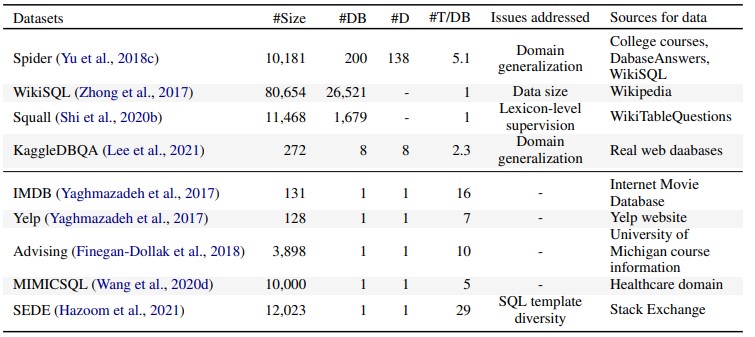 Datasets #Size #DB #D #T/DB Issues addressed Sources for data
Spider (Yu et al., 2018c) 10,181 200 138 5.1 Domain generalization College courses, DabaseAnswers, WikiSQL
WikiSQL (Zhong et al., 2017) 80,654 26,521 - 1 Data size Wikipedia
Squall (Shi et al., 2020b) 11,468 1,679 - 1 Lexicon-level supervision WikiTableQuestions
KaggleDBQA (Lee et al., 2021) 272 8 8 2.3 Domain generalization Real web daabases
IMDB (Yaghmazadeh et al., 2017) 131 1 1 16 - Internet Movie Database
Yelp (Yaghmazadeh et al., 2017) 128 1 1 7 - Yelp website
Advising (Finegan-Dollak et al., 2018) 3,898 1 1 10 - University of Michigan course information
MIMICSQL (Wang et al., 2020d) 10,000 1 1 5 - Healthcare domain
SEDE (Hazoom et al., 2021) 12,023 1 1 29 SQL template diversity Stack Exchange